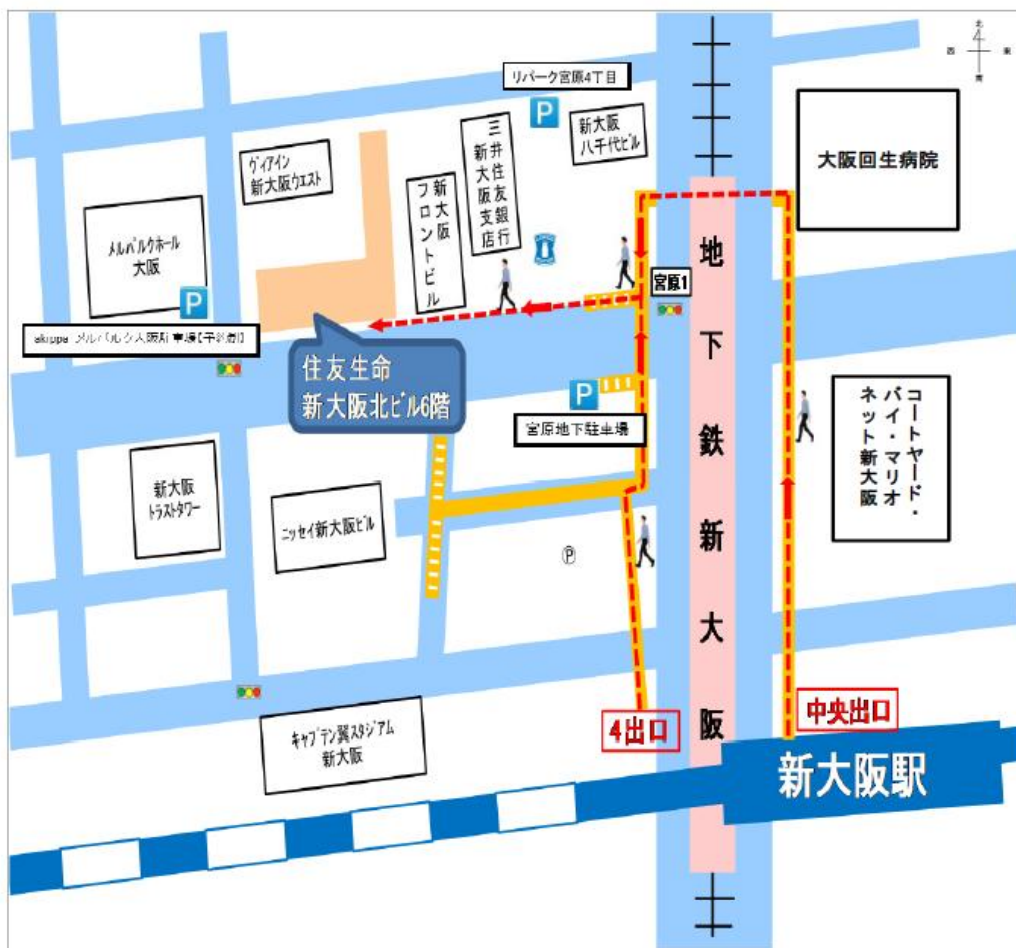 北
西
東
南
リパーク宮原4丁目
P
新大阪
八千代ビル
三井住友銀行
新大阪支店
新大阪
フロントビル
ヴィアイン
新大阪ウエスト
メルパルクホール
大阪
P
大阪回生病院
宮原1
地下鉄新大阪
住友生命
新大阪北ビル6階
P
宮原地下駐車場
コートヤード・
バイ・マリオ
ネット新大阪
新大阪
トラストタワー
ニッセイ新大阪ビル
P
4出口
中央出口
キャプテン翼スタジアム
新大阪
新大阪駅